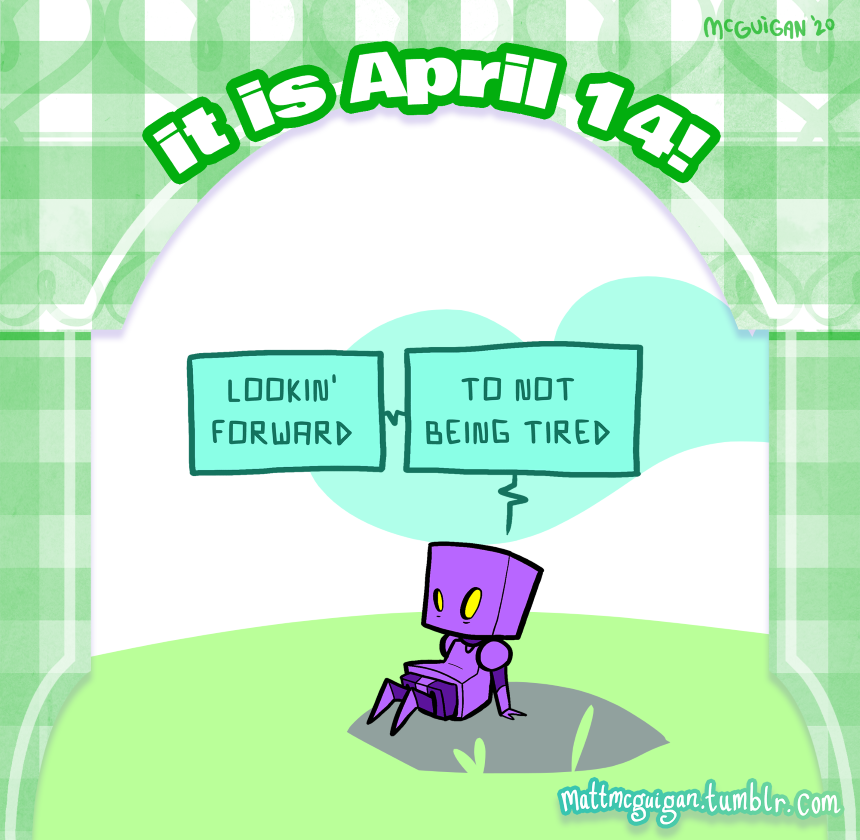 McGUiGAN '20
it is April 14!
LOOKIN'
FORWARD
TO NOT
BEING TIRED
mattmcguigan.tumblr.com